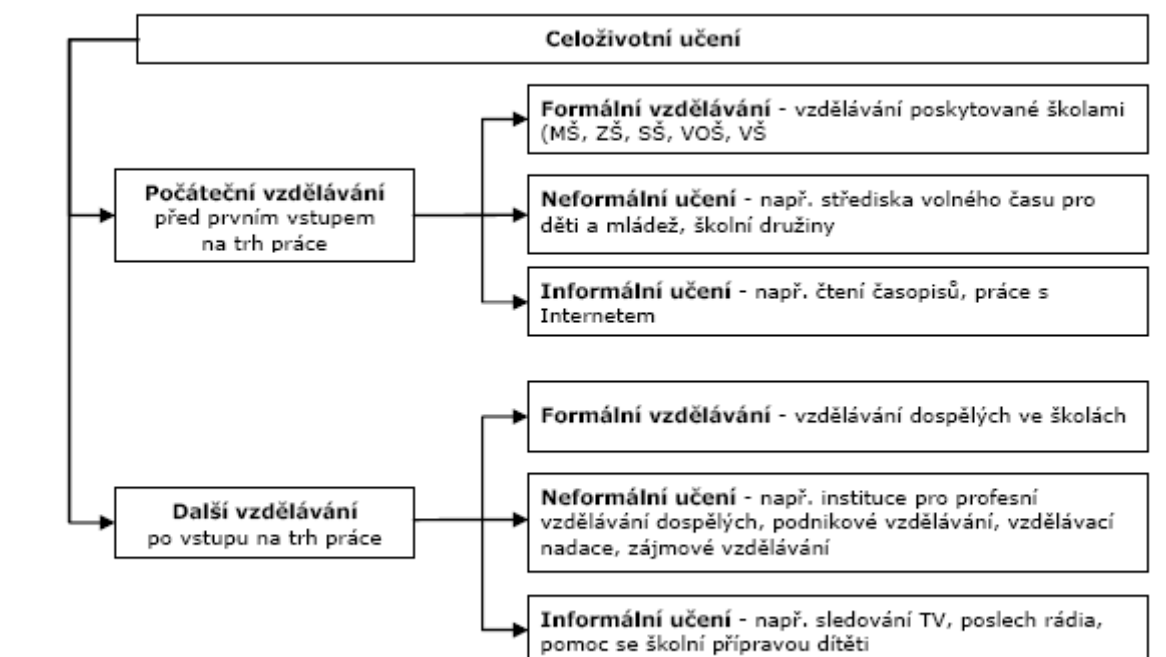 Celoživotní učení
Formální vzdělávání - vzdělávání poskytované školami
(MŠ, ZŠ, SŠ, VOŠ, VŠ
Počáteční vzdělávání
před prvním vstupem
na trh práce
Neformální učení - např. střediska volného času pro
děti a mládež, školní družiny
Informální učení - např. čtení časopisů, práce s
Internetem
Formální vzdělávání - vzdělávání dospělých ve školách
Další vzdělávání
po vstupu na trh práce
Neformální učení - např. instituce pro profesní
vzdělávání dospělých, podnikové vzdělávání, vzdělávací
nadace, zájmové vzdělávání
Informální učení - např. sledování TV, poslech rádia,
pomoc se školní přípravou dítěti